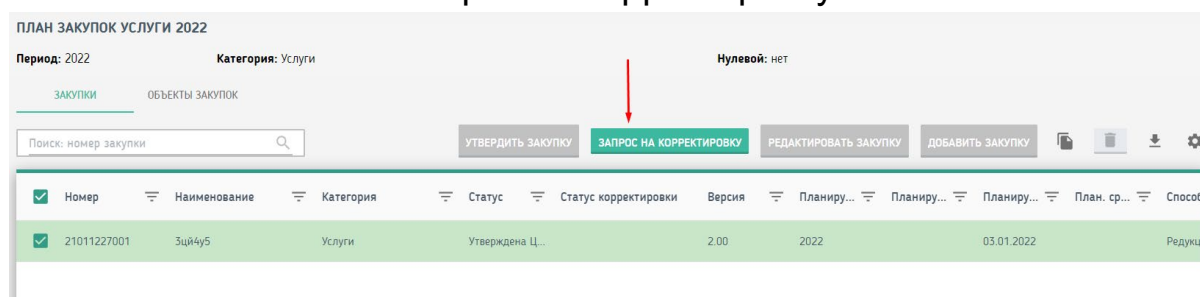 ПЛАН ЗАКУПОК УСЛУГИ 2022
Период: 2022 Категория: Услуги Нулевой: нет
ЗАКУПКИ ОБЪЕКТЫ ЗАКУПОК
Поиск: номер закупки УТВЕРДИТЬ ЗАКУПКУ ЗАПРОС НА КОРРЕКТИРОВКУ РЕДАКТИРОВАТЬ ЗАКУПКУ ДОБАВИТЬ ЗАКУПКУ
Номер Наименование Категория Статус Статус корректировки Версия Планиру... Планиру... Планиру... План. ср... Способ
21011227001 3цй4у5 Услуги Утверждена Ц... 2.00 2022 03.01.2022 Редукц